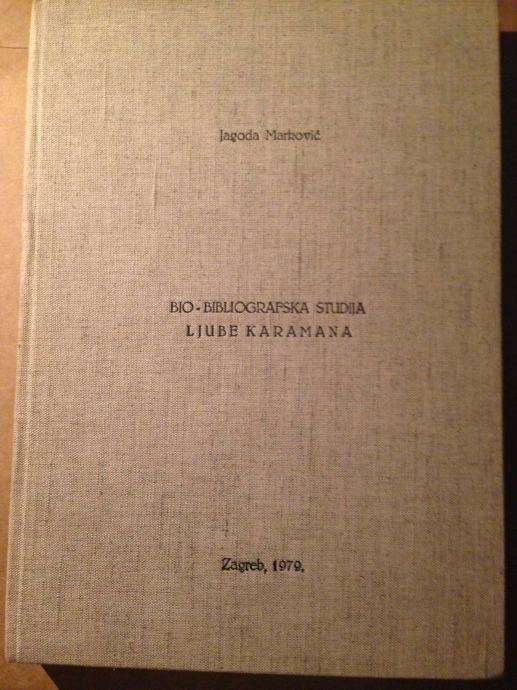 Jagoda Marković
BIO-BIBLIOGRAFSKA STUDIJA
LJUBE KARAMANA
Zagreb, 1979.